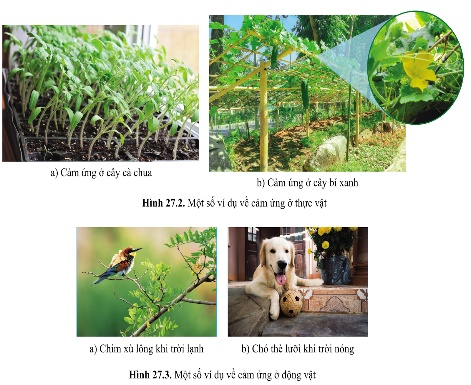 a) Cảm ứng ở cây cà chua
b) Cảm ứng ở cây bí xanh
Hình 27.2. Một số ví dụ về cảm ứng ở thực vật
a) Chim xù lông khi trời lạnh
b) Chó thè lưỡi khi trời nóng
Hình 27.3. Một số ví dụ về cảm ứng ở động vật